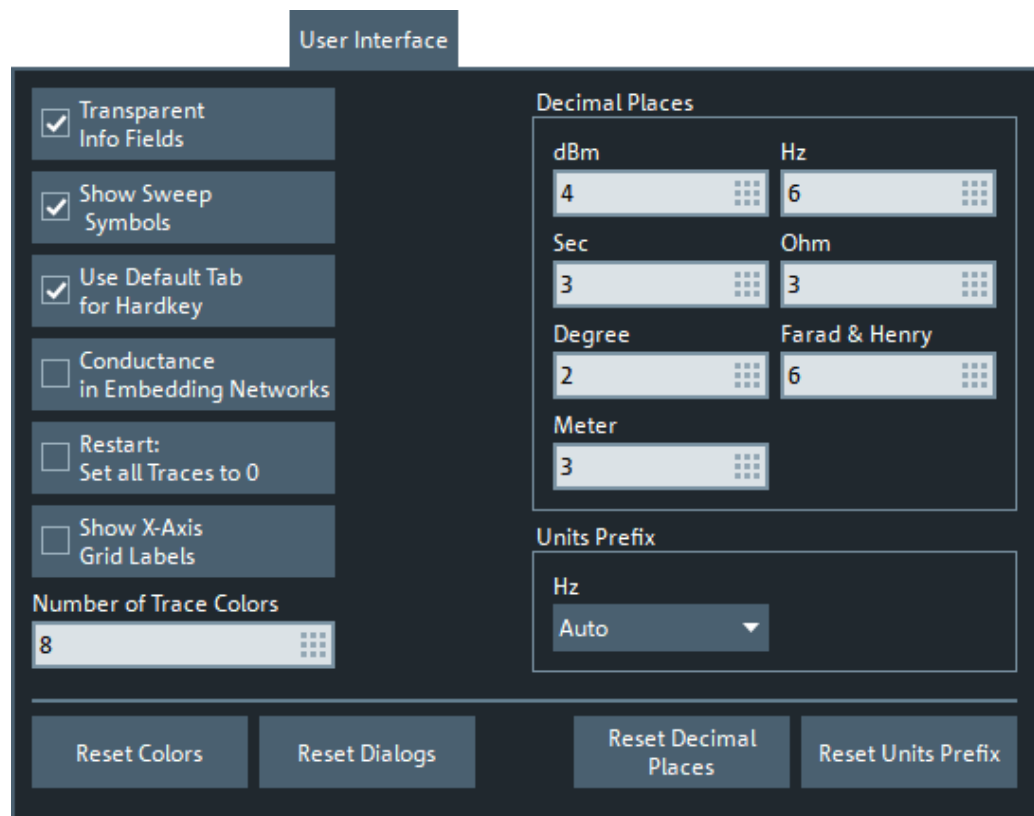 User Interface
Transparent
Info Fields
Show Sweep
Symbols
Use Default Tab
for Hardkey
Conductance
in Embedding Networks
Restart:
Set all Traces to 0
Show X-Axis
Grid Labels
Number of Trace Colors
8
Decimal Places
dBm
Hz
4
6
Sec
Ohm
3
3
Degree
Farad & Henry
2
6
Meter
3
Units Prefix
Hz
Auto
Reset Colors
Reset Dialogs
Reset Decimal
Places
Reset Units Prefix